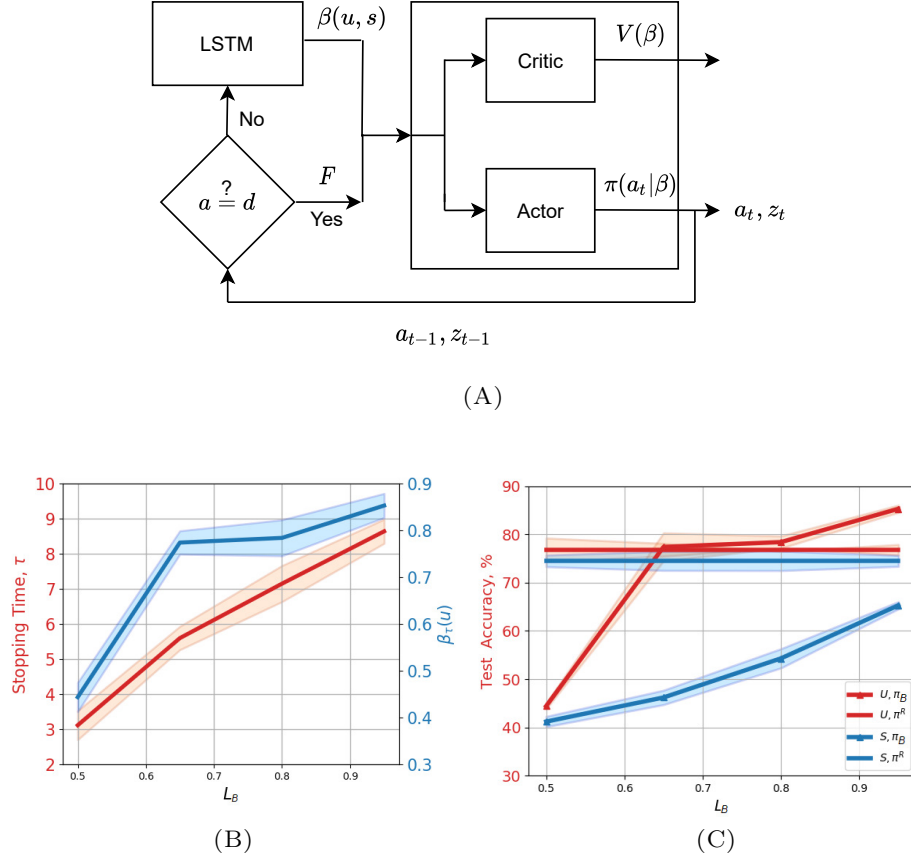 LSTM
β(u, s)
Critic
V(β)
No
a ?= d
F
Yes
Actor
π(a_t|β)
a_t, z_t
a_{t−1}, z_{t−1}
(A)
Stopping Time, τ
10
9
8
7
6
5
4
3
2
0.9
0.8
0.7
0.6
0.5
0.4
0.3
β_τ(u)
0.5 0.6 0.7 0.8 0.9
L_B
(B)
Test Accuracy, %
90
80
70
60
50
40
30
U, π_B
U, π^R
S, π_B
S, π^R
0.5 0.6 0.7 0.8 0.9
L_B
(C)